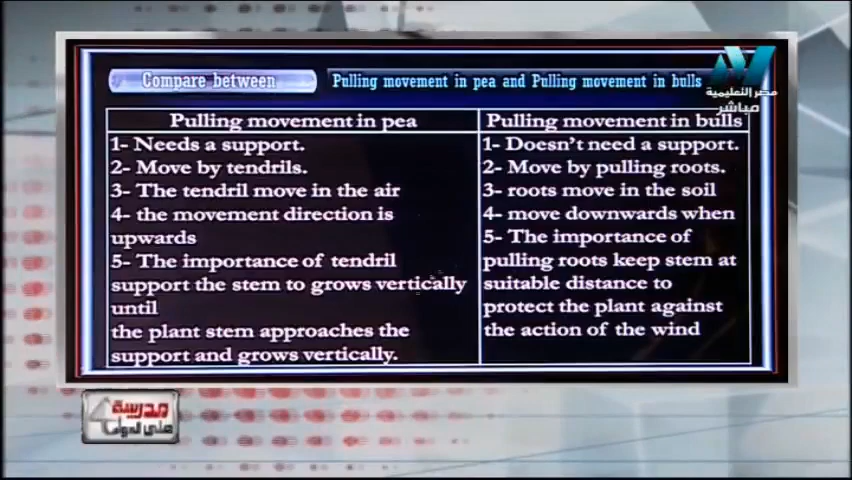 Compare between
Pulling movement in pea and Pulling movement in bulls
مصر التعليمية
مباشر
Pulling movement in pea
1- Needs a support.
2- Move by tendrils.
3- The tendril move in the air
4- the movement direction is
upwards
5- The importance of tendril
support the stem to grows vertically
until
the plant stem approaches the
support and grows vertically.
Pulling movement in bulls
1- Doesn't need a support.
2- Move by pulling roots.
3- roots move in the soil
4- move downwards when
5- The importance of
pulling roots keep stem at
suitable distance to
protect the plant against
the action of the wind
مدرسة
على الهواء